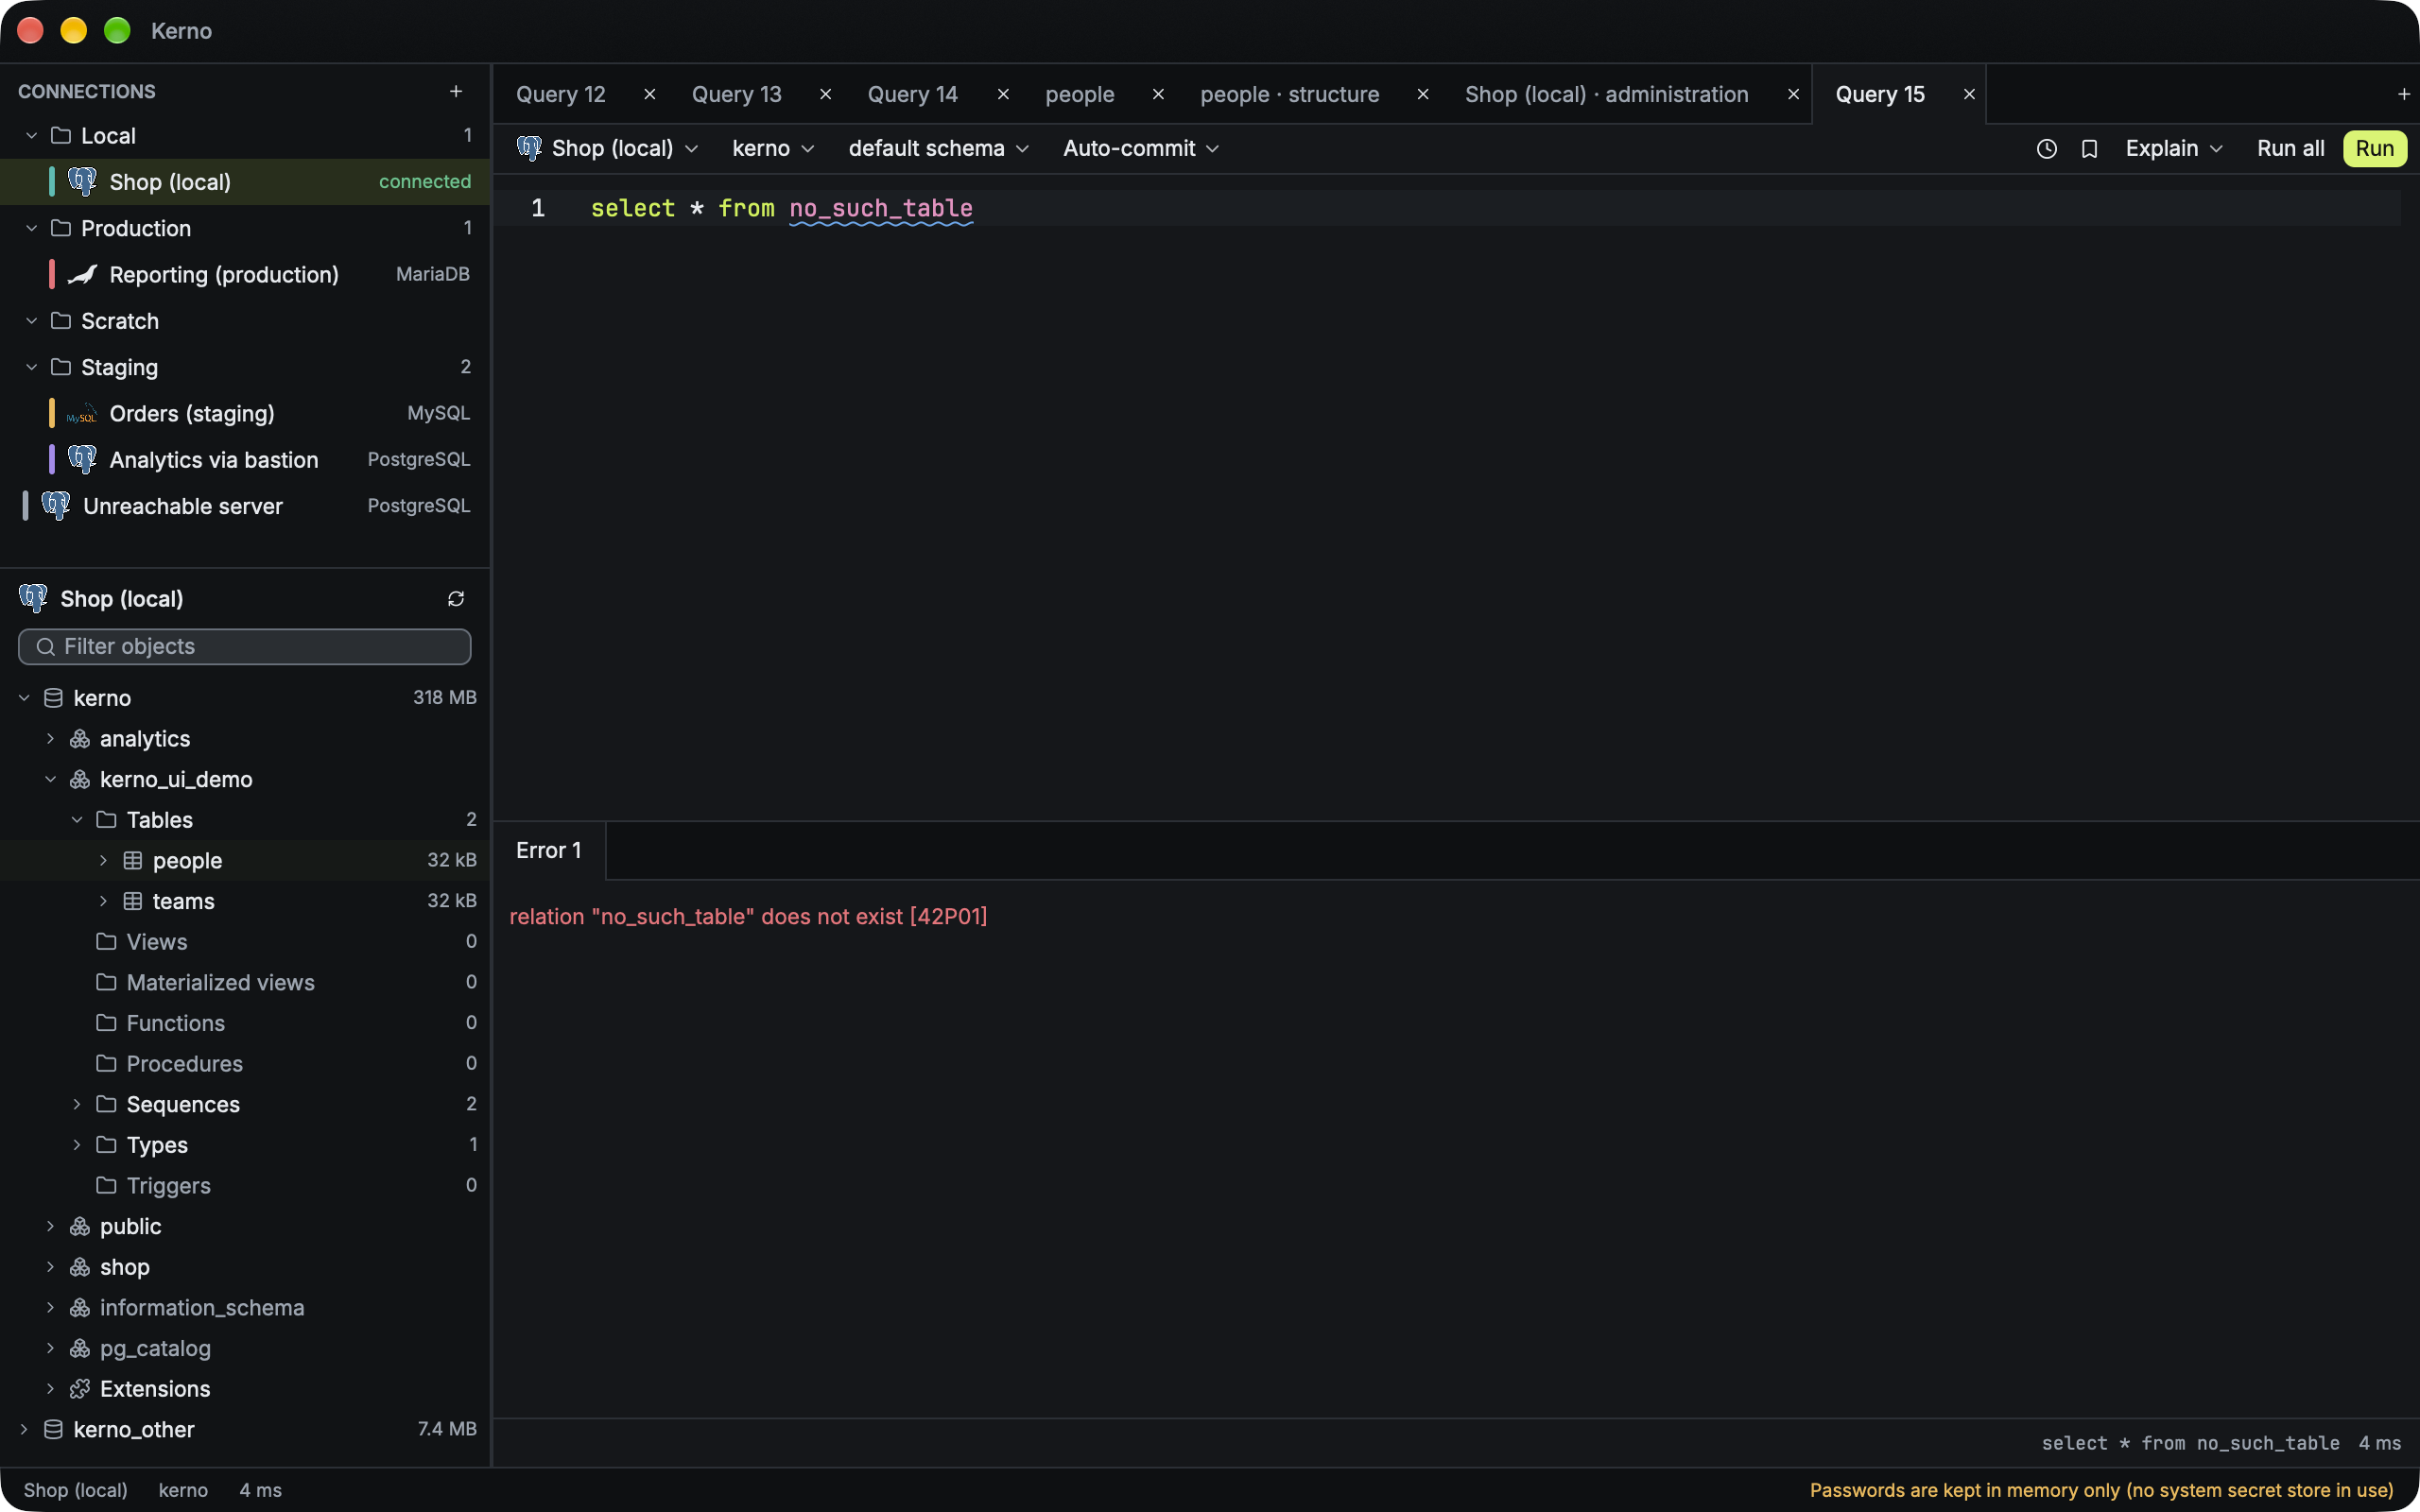 Kerno
CONNECTIONS
Local 1
Shop (local) connected
Production 1
Reporting (production) MariaDB
Scratch
Staging 2
MySQL Orders (staging) MySQL
Analytics via bastion PostgreSQL
Unreachable server PostgreSQL
Shop (local)
Filter objects
kerno 318 MB
analytics
kerno_ui_demo
Tables 2
people 32 kB
teams 32 kB
Views 0
Materialized views 0
Functions 0
Procedures 0
Sequences 2
Types 1
Triggers 0
public
shop
information_schema
pg_catalog
Extensions
kerno_other 7.4 MB
Query 12 Query 13 Query 14 people people · structure Shop (local) · administration Query 15
Shop (local) kerno default schema Auto-commit Explain Run all Run
1 select * from no_such_table
Error 1
relation "no_such_table" does not exist [42P01]
select * from no_such_table 4 ms
Shop (local) kerno 4 ms Passwords are kept in memory only (no system secret store in use)